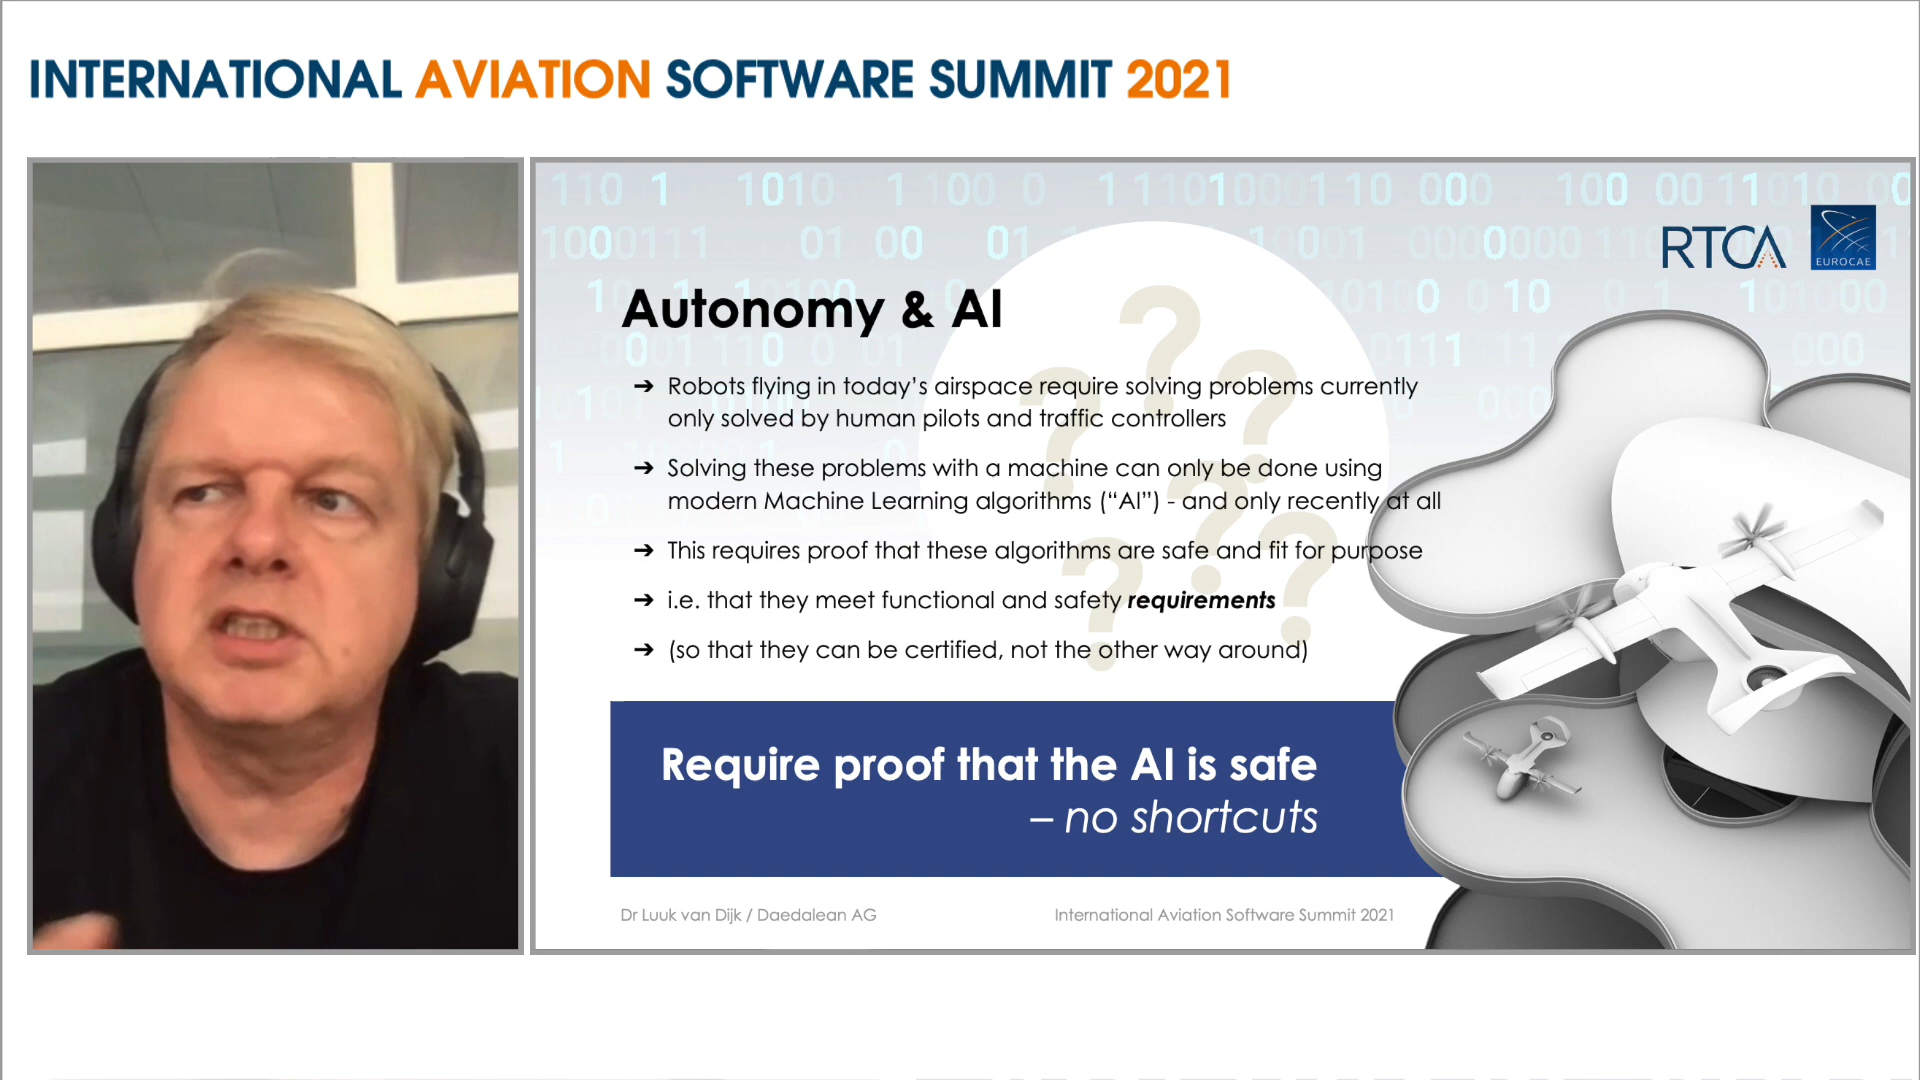 INTERNATIONAL AVIATION SOFTWARE SUMMIT 2021
RTCA
EUROCAE
Autonomy & AI
➔ Robots flying in today’s airspace require solving problems currently
only solved by human pilots and traffic controllers
➔ Solving these problems with a machine can only be done using
modern Machine Learning algorithms (“AI”) - and only recently at all
➔ This requires proof that these algorithms are safe and fit for purpose
➔ i.e. that they meet functional and safety requirements
➔ (so that they can be certified, not the other way around)
Require proof that the AI is safe
– no shortcuts
Dr Luuk van Dijk / Daedalean AG
International Aviation Software Summit 2021